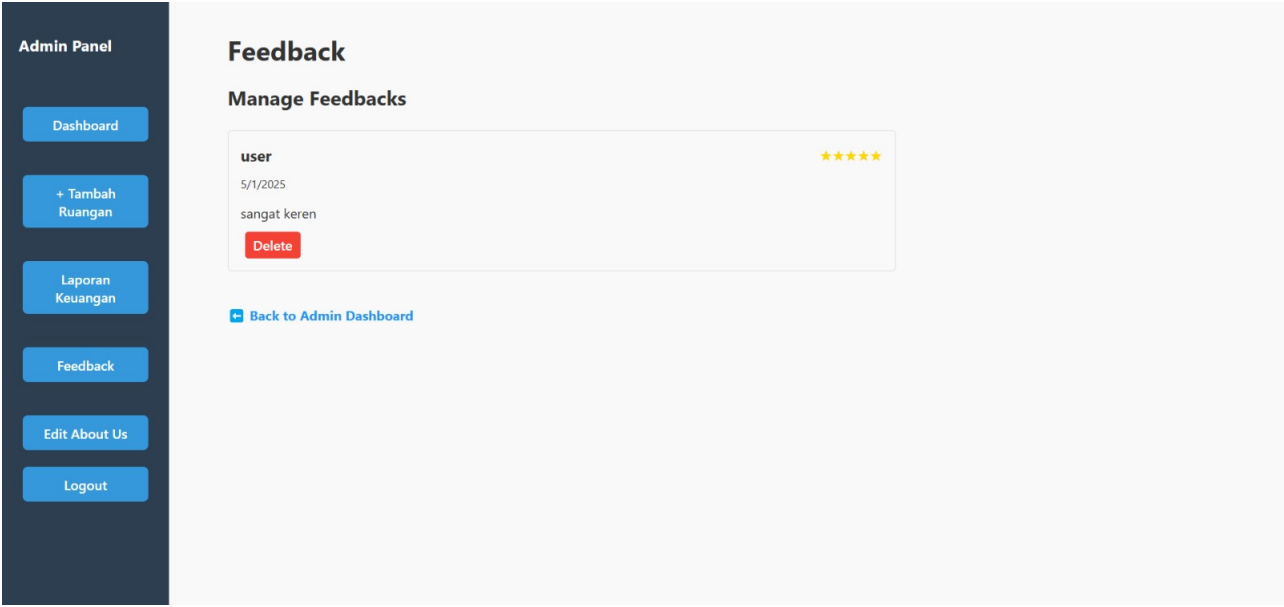 Admin Panel
Dashboard
+ Tambah
Ruangan
Laporan
Keuangan
Feedback
Edit About Us
Logout
Feedback
Manage Feedbacks
user
★★★★★
5/1/2025
sangat keren
Delete
Back to Admin Dashboard